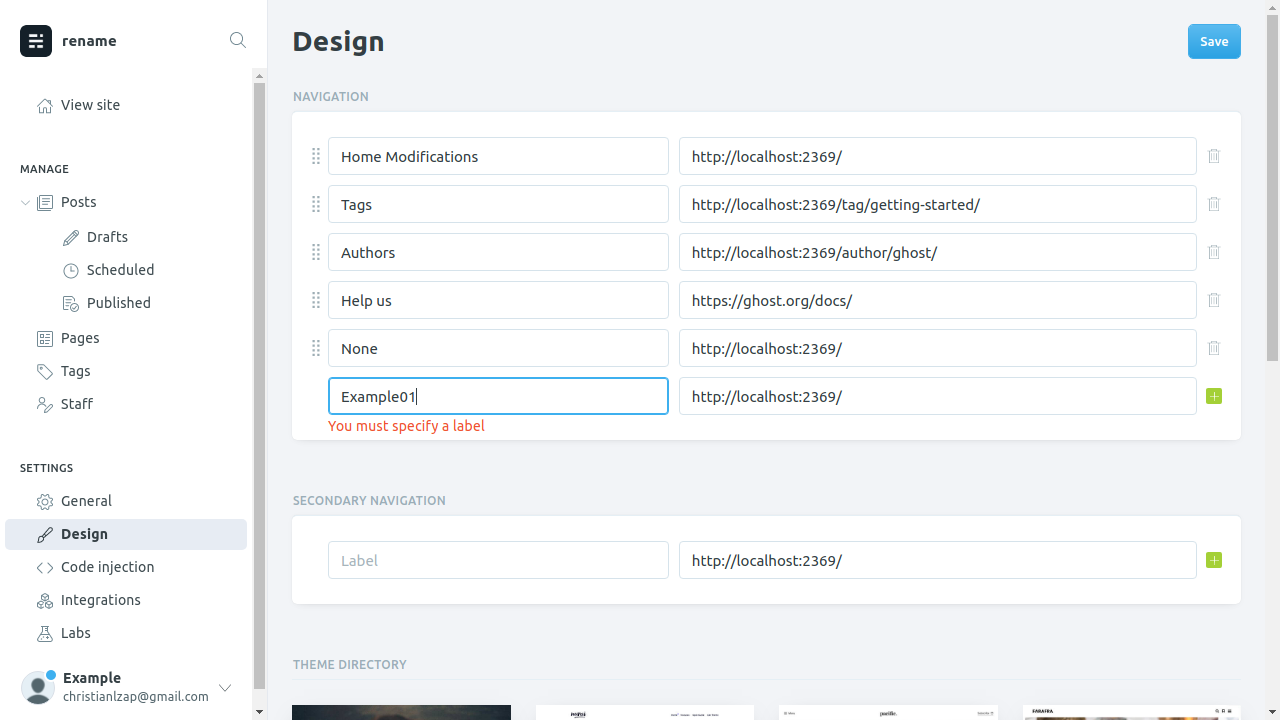 rename
View site
MANAGE
Posts
Drafts
Scheduled
Published
Pages
Tags
Staff
SETTINGS
General
Design
Code injection
Integrations
Labs
Example
christianlzap@gmail.com
Design
Save
NAVIGATION
Home Modifications http://localhost:2369/
Tags http://localhost:2369/tag/getting-started/
Authors http://localhost:2369/author/ghost/
Help us https://ghost.org/docs/
None http://localhost:2369/
Example01 http://localhost:2369/
You must specify a label
SECONDARY NAVIGATION
Label http://localhost:2369/
THEME DIRECTORY
pacific.
FARAFRA